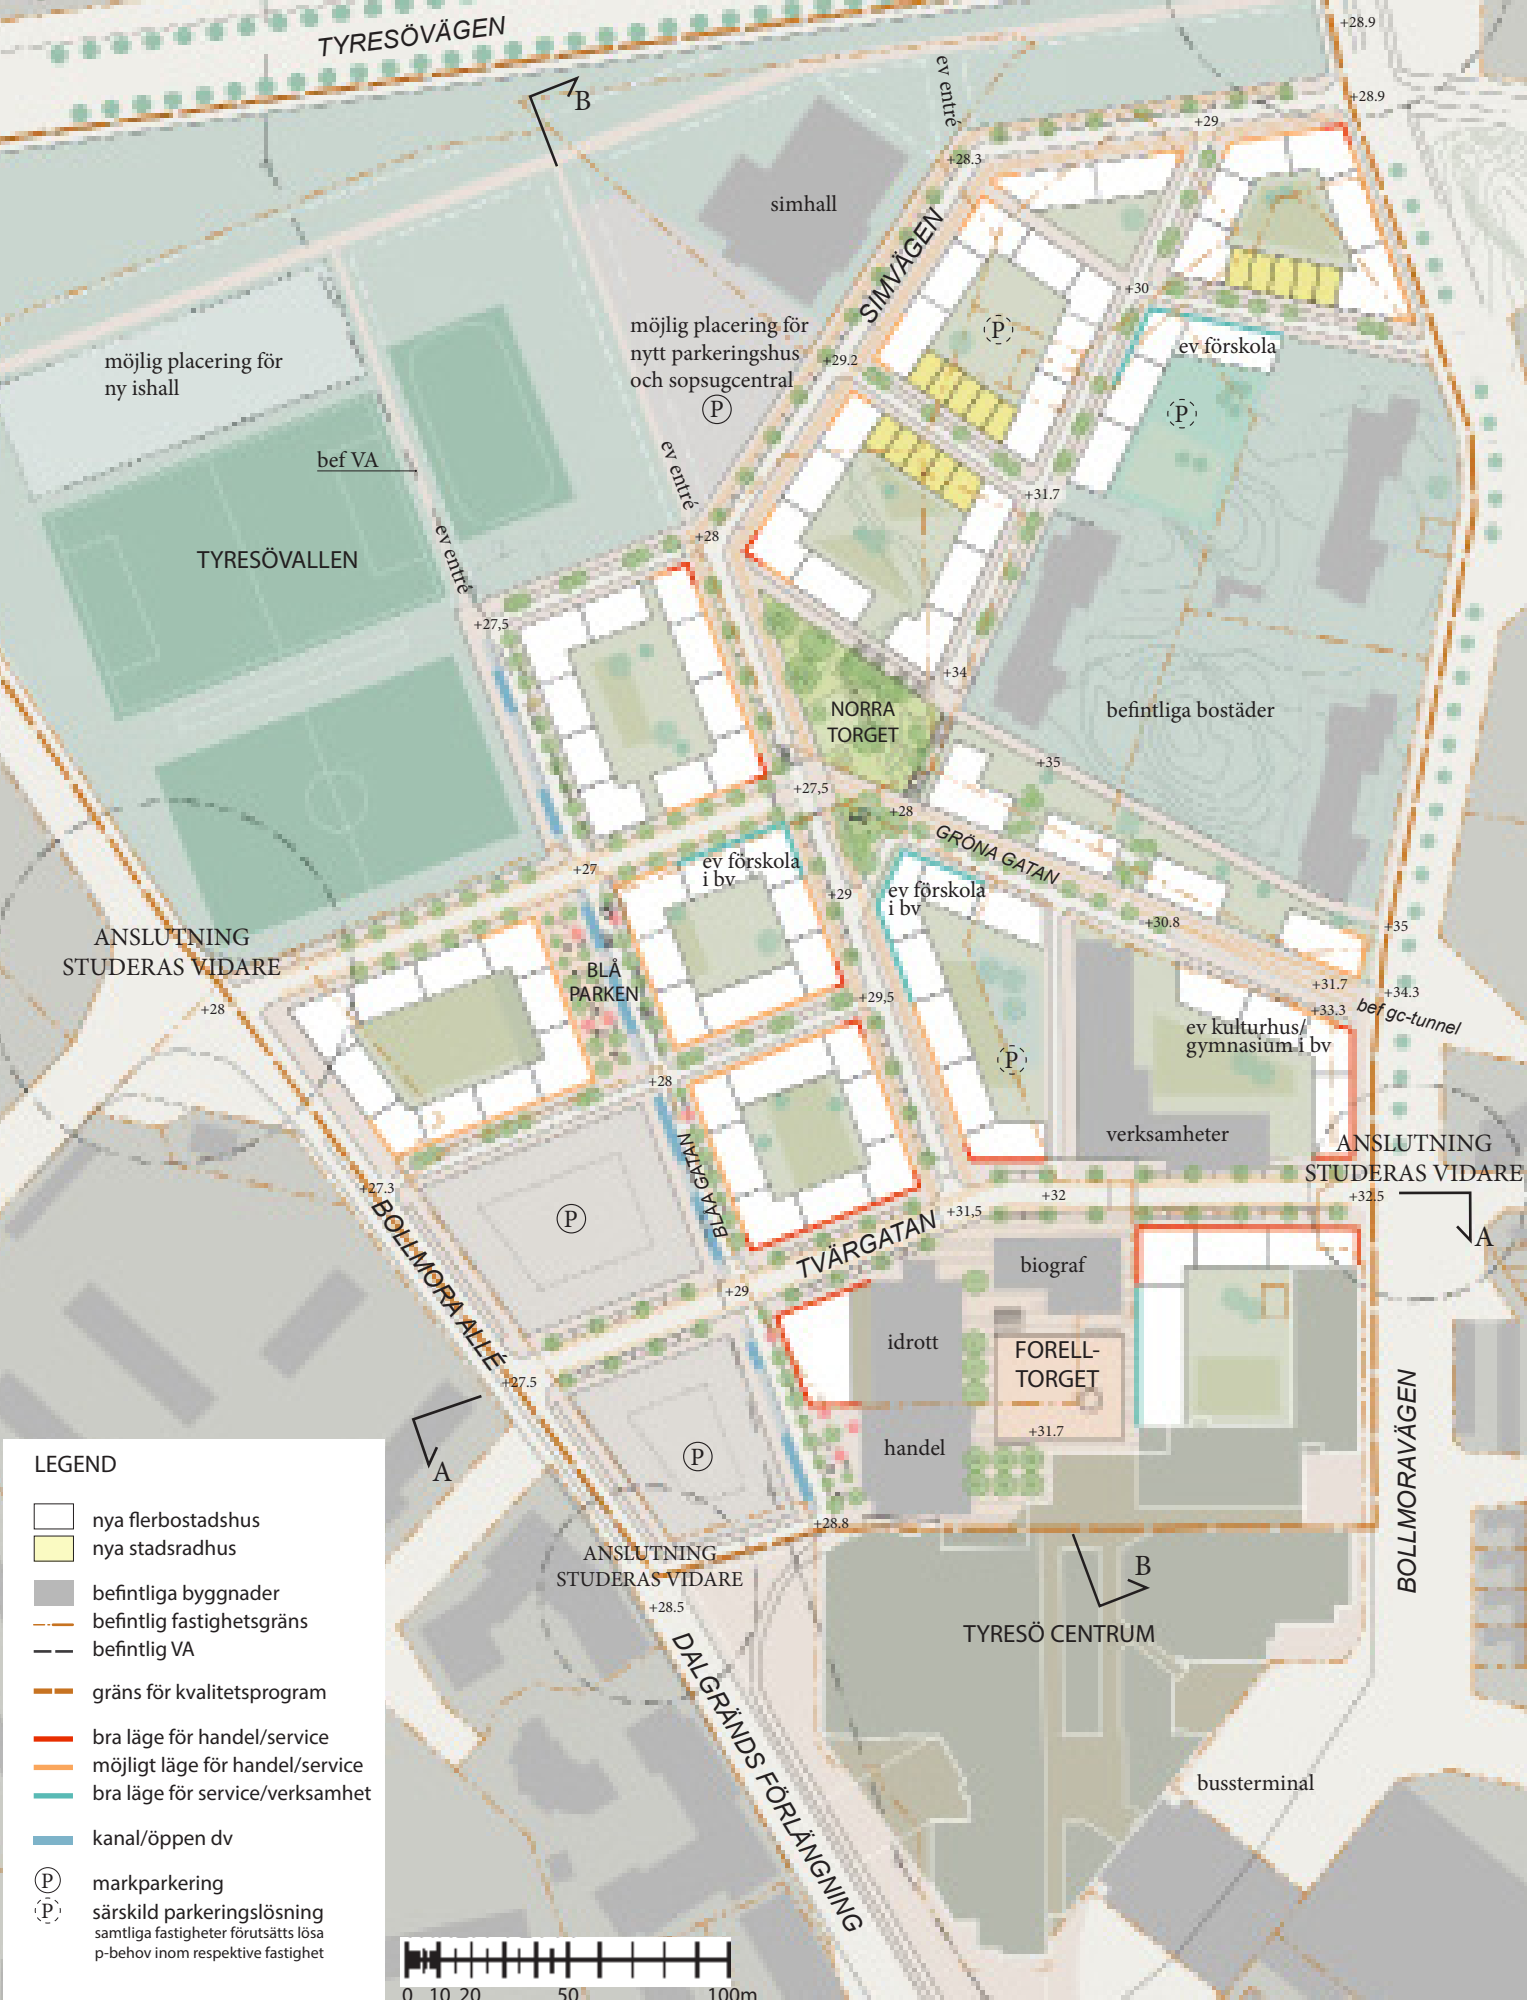 TYRESÖVÄGEN
+28.9
B
ev entré
+28.9
+29
+28.3
simhall
SIMVÄGEN
+30
möjlig placering för
nytt parkeringshus
och sopsugcentral
P
P
ev förskola
möjlig placering för
ny ishall
+29.2
P
bef VA
ev entré
+31.7
ev entré
+28
TYRESÖVALLEN
+27,5
+34
NORRA
TORGET
befintliga bostäder
+35
+27,5
+28
GRÖNA GATAN
+27
ev förskola
i bv
+29
ev förskola
i bv
+30.8
+35
ANSLUTNING
STUDERAS VIDARE
BLÅ
PARKEN
+28
+29,5
+31.7
+34.3
+33.3
bef gc-tunnel
ev kulturhus/
gymnasium i bv
P
+28
verksamheter
ANSLUTNING
STUDERAS VIDARE
BLÅ GATAN
+27.3
+32
+32.5
P
+31,5
TVÄRGATAN
A
BOLLMORA ALLÉ
biograf
+29
idrott
FORELL-
TORGET
+27.5
+31.7
BOLLMORAVÄGEN
handel
P
A
+28.8
ANSLUTNING
STUDERAS VIDARE
B
+28.5
TYRESÖ CENTRUM
DALGRÄNDS FÖRLÄNGNING
bussterminal
LEGEND
nya flerbostadshus
nya stadsradhus
befintliga byggnader
befintlig fastighetsgräns
befintlig VA
gräns för kvalitetsprogram
bra läge för handel/service
möjligt läge för handel/service
bra läge för service/verksamhet
kanal/öppen dv
P markparkering
P särskild parkeringslösning
samtliga fastigheter förutsätts lösa
p-behov inom respektive fastighet
0 10 20 50 100m